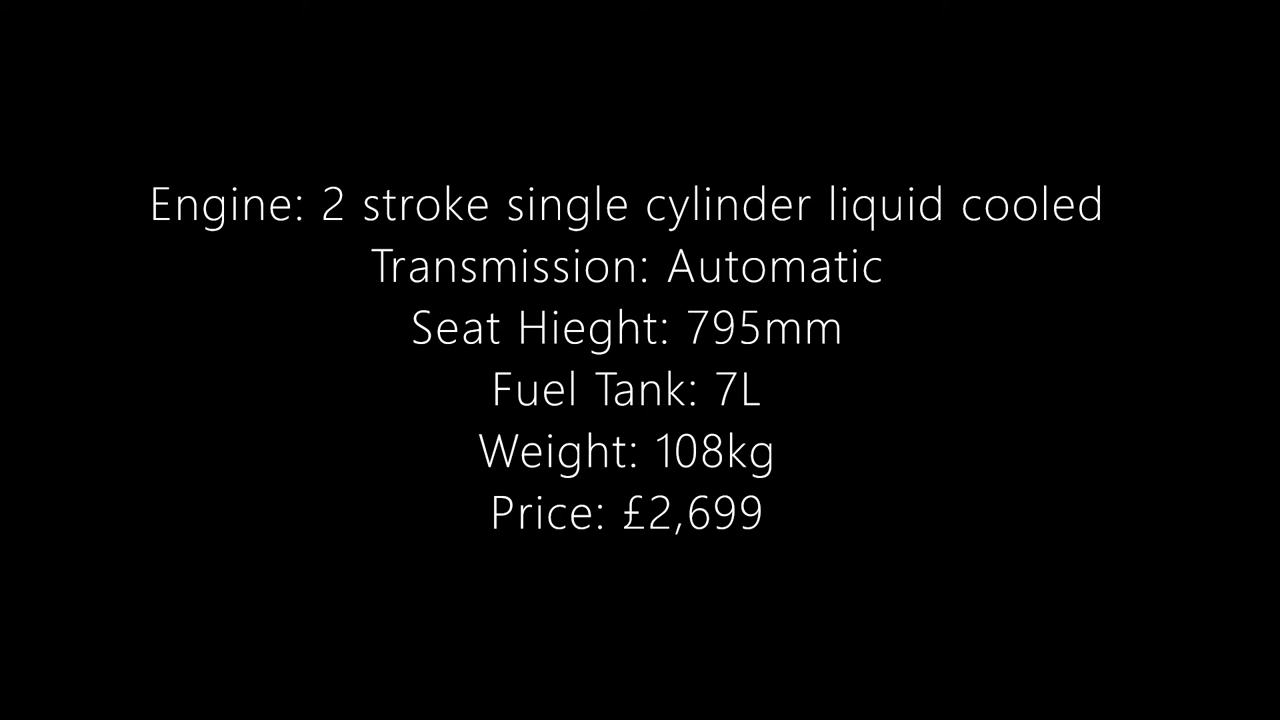 Engine: 2 stroke single cylinder liquid cooled
Transmission: Automatic
Seat Hieght: 795mm
Fuel Tank: 7L
Weight: 108kg
Price: £2,699